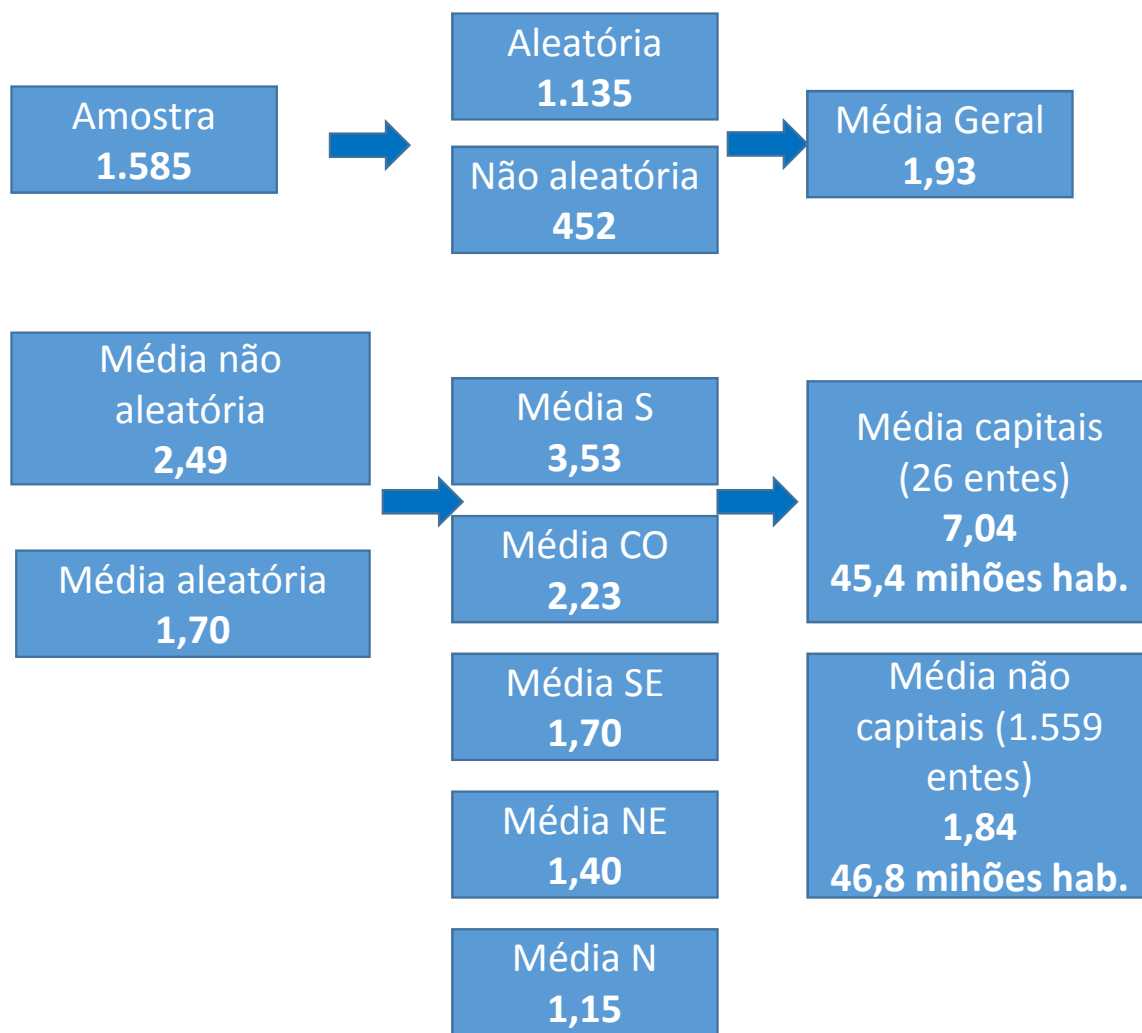 Amostra
1.585
Aleatória
1.135
Não aleatória
452
Média Geral
1,93
Média não
aleatória
2,49
Média aleatória
1,70
Média S
3,53
Média CO
2,23
Média SE
1,70
Média NE
1,40
Média N
1,15
Média capitais
(26 entes)
7,04
45,4 mihões hab.
Média não
capitais (1.559
entes)
1,84
46,8 mihões hab.